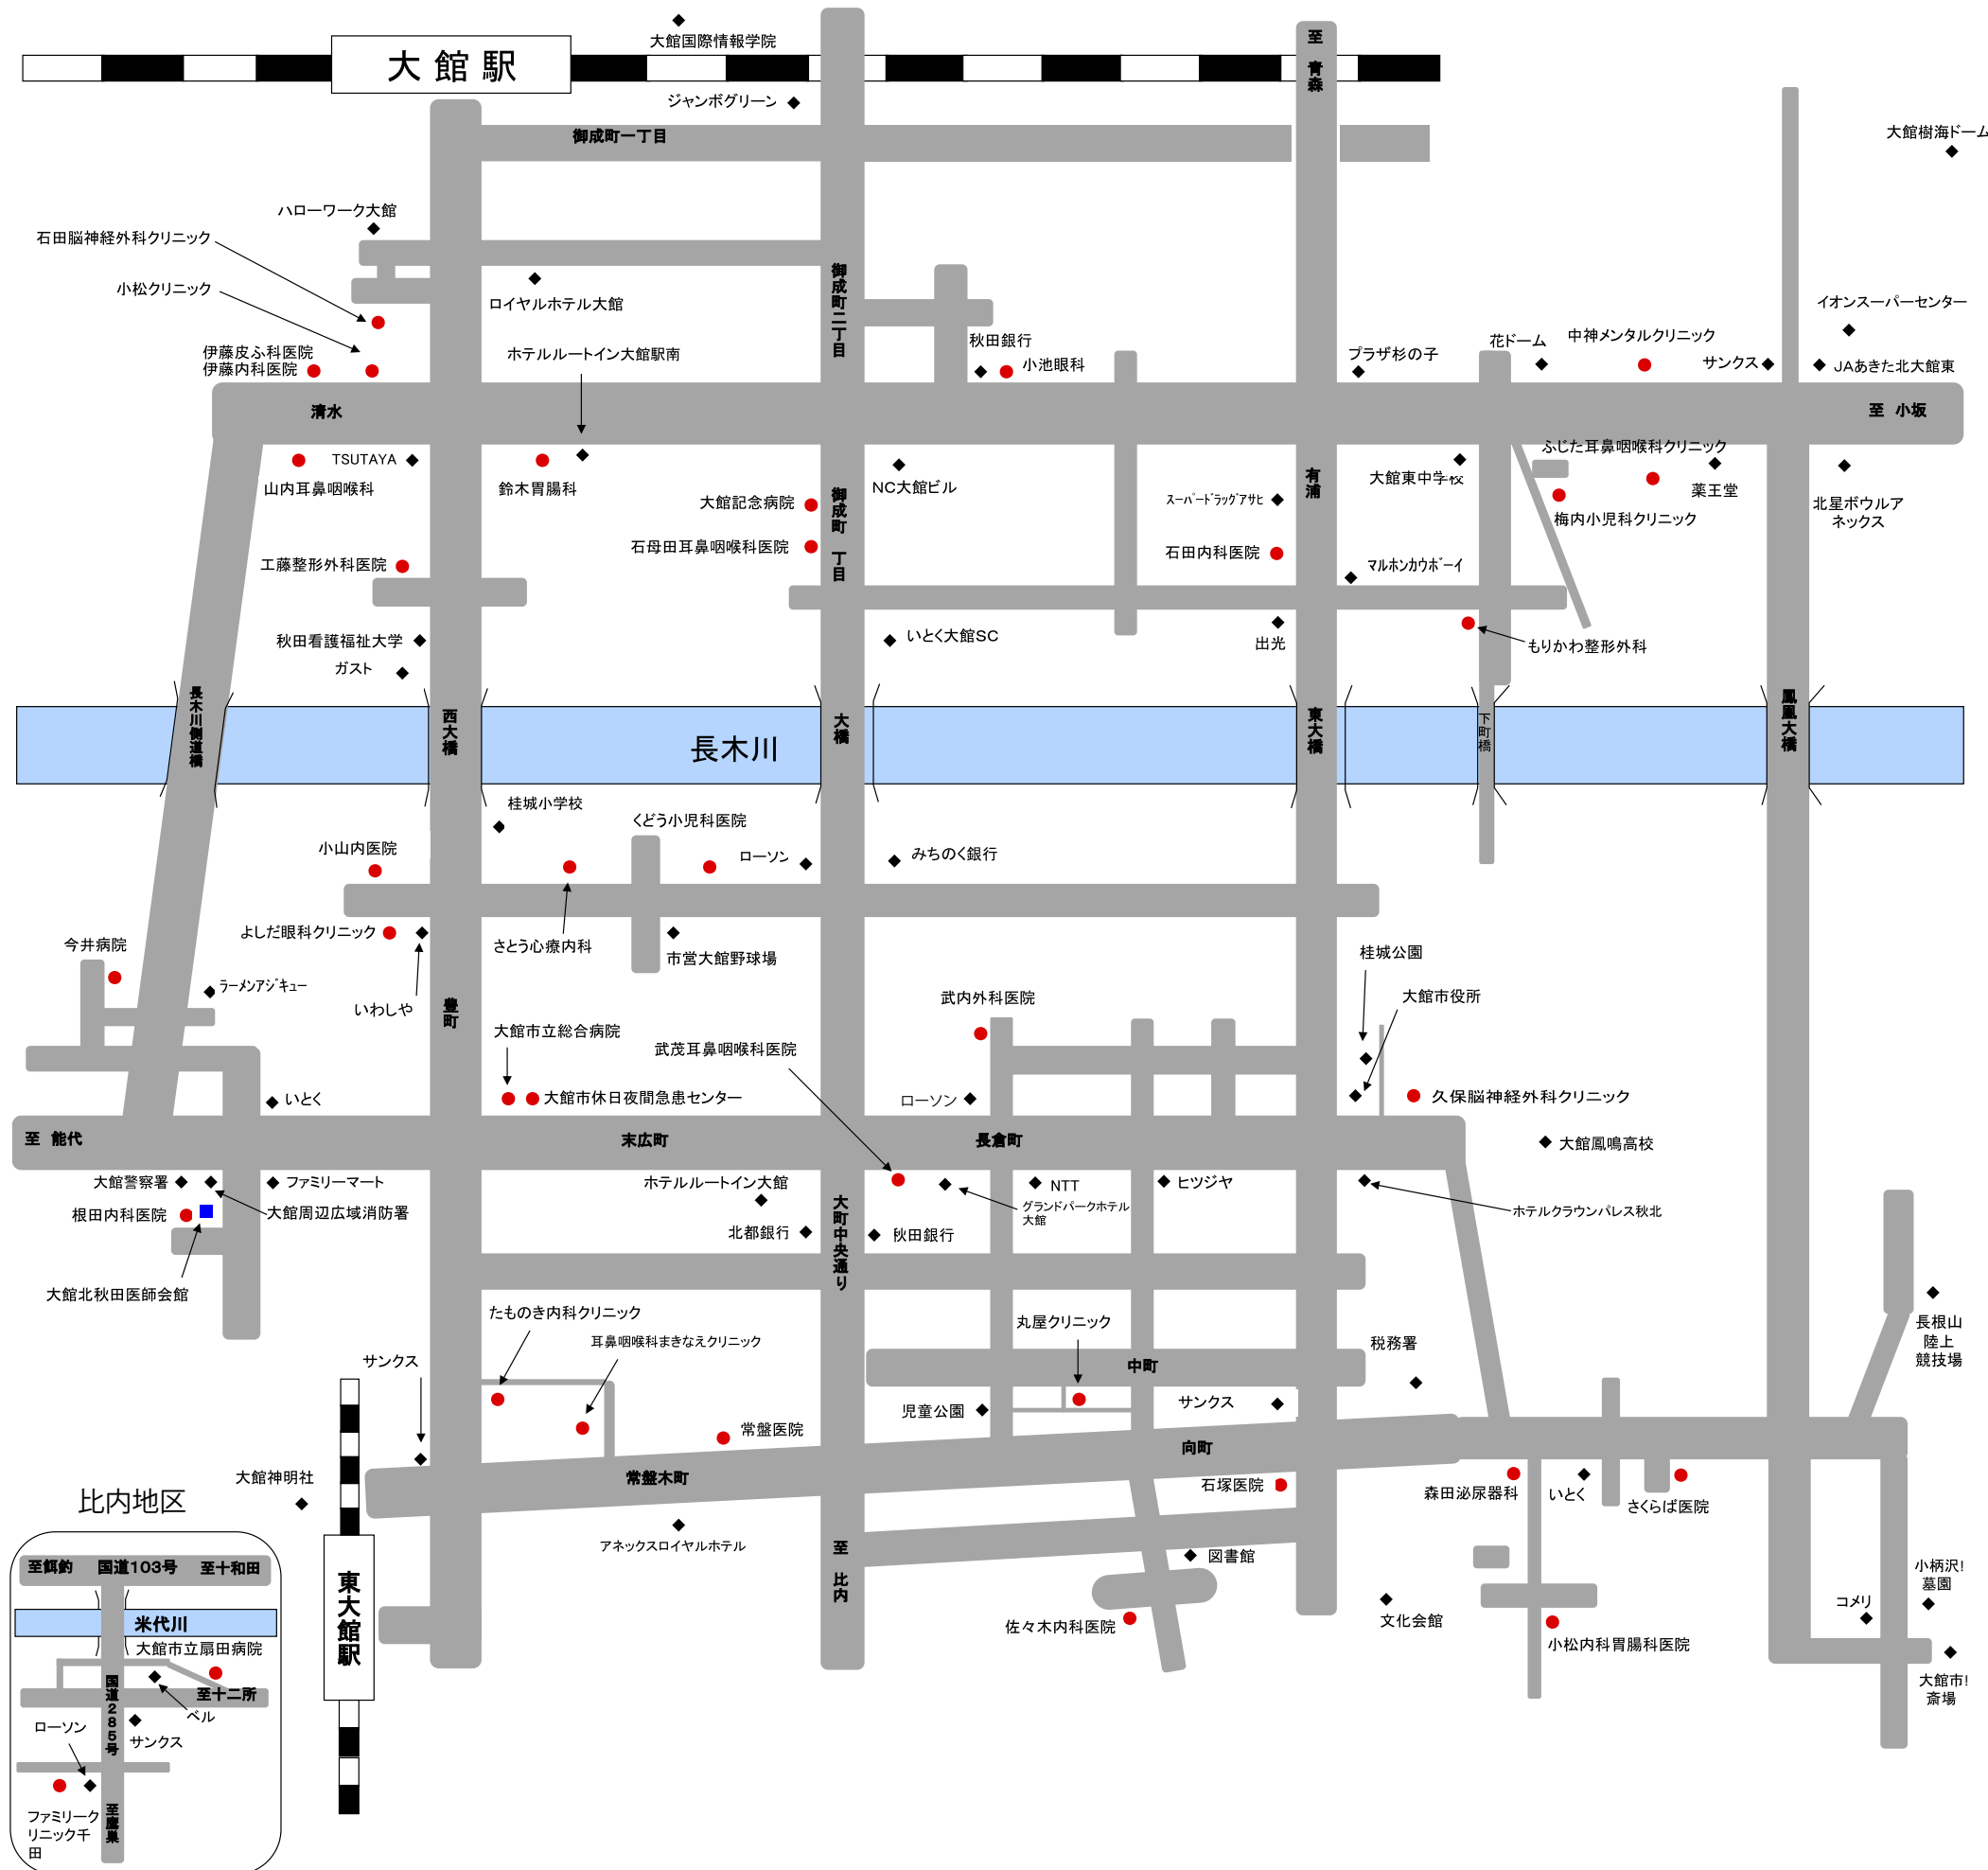 大館国際情報学院
大館駅
至 青森
ジャンボグリーン
御成町一丁目
大館樹海ドーム
ハローワーク大館
石田脳神経外科クリニック
小松クリニック
ロイヤルホテル大館
御成町二丁目
イオンスーパーセンター
伊藤皮ふ科医院
伊藤内科医院
ホテルルートイン大館駅南
秋田銀行
小池眼科
プラザ杉の子
花ドーム
中神メンタルクリニック
サンクス
JAあきた北大館東
清水
至 小坂
山内耳鼻咽喉科
TSUTAYA
鈴木胃腸科
大館記念病院
石母田耳鼻咽喉科医院
御成町 丁目
NC大館ビル
スーパードラッグアサヒ
有浦
大館東中学校
ふじた耳鼻咽喉科クリニック
梅内小児科クリニック
薬王堂
北星ボウルア
ネックス
石田内科医院
工藤整形外科医院
マルホンカウボーイ
秋田看護福祉大学
ガスト
いとく大館SC
出光
もりかわ整形外科
長木川側道橋
西大橋
長木川
大橋
東大橋
下町橋
鳳凰大橋
桂城小学校
くどう小児科医院
小山内医院
ローソン
みちのく銀行
よしだ眼科クリニック
さとう心療内科
市営大館野球場
今井病院
ラーメンアジキュー
いわしや
豊町
桂城公園
大館市役所
武内外科医院
大館市立総合病院
武茂耳鼻咽喉科医院
大館市休日夜間急患センター
いとく
ローソン
久保脳神経外科クリニック
至 能代
末広町
長倉町
大館鳳鳴高校
大館警察署
ファミリーマート
根田内科医院
大館周辺広域消防署
大館北秋田医師会館
ホテルルートイン大館
北都銀行
大町中央通り
秋田銀行
NTT
グランドパークホテル
大館
ヒツジヤ
ホテルクラウンパレス秋北
たものき内科クリニック
耳鼻咽喉科まきなえクリニック
サンクス
丸屋クリニック
中町
税務署
長根山
陸上
競技場
児童公園
サンクス
常盤医院
向町
常盤木町
大館神明社
アネックスロイヤルホテル
石塚医院
森田泌尿器科
いとく
さくらば医院
至 比内
図書館
佐々木内科医院
文化会館
小松内科胃腸科医院
コメリ
小柄沢!
墓園
大館市!
斎場
東大館駅
比内地区
至餌釣
国道103号
至十和田
米代川
大館市立扇田病院
国道285号
至十二所
ベル
ローソン
サンクス
ファミリーク
リニック千
田
至鷹巣